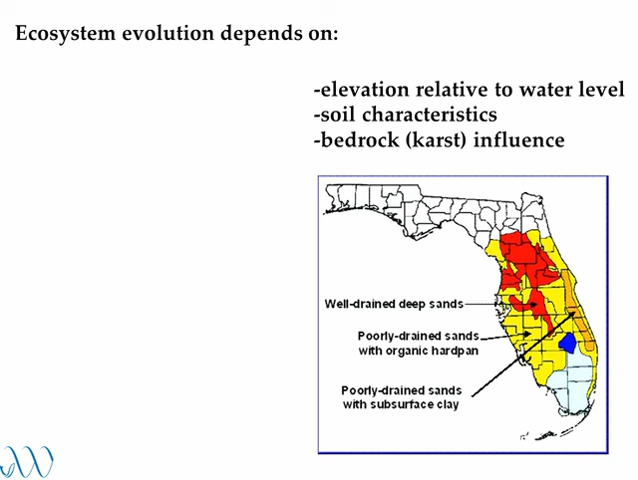 Ecosystem evolution depends on:
-elevation relative to water level
-soil characteristics
-bedrock (karst) influence
Well-drained deep sands
Poorly-drained sands
with organic hardpan
Poorly-drained sands
with subsurface clay